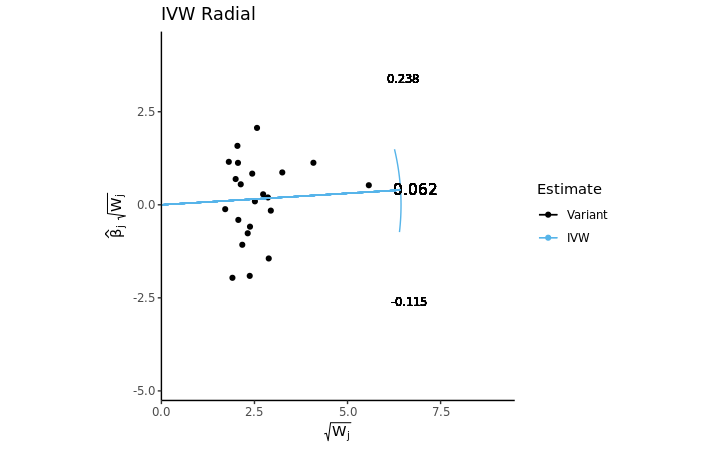 IVW Radial
0.238
2.5
0.062
0.0
-2.5
-0.115
-5.0
0.0 2.5 5.0 7.5
√Wj
β̂j √Wj
Estimate
Variant
IVW